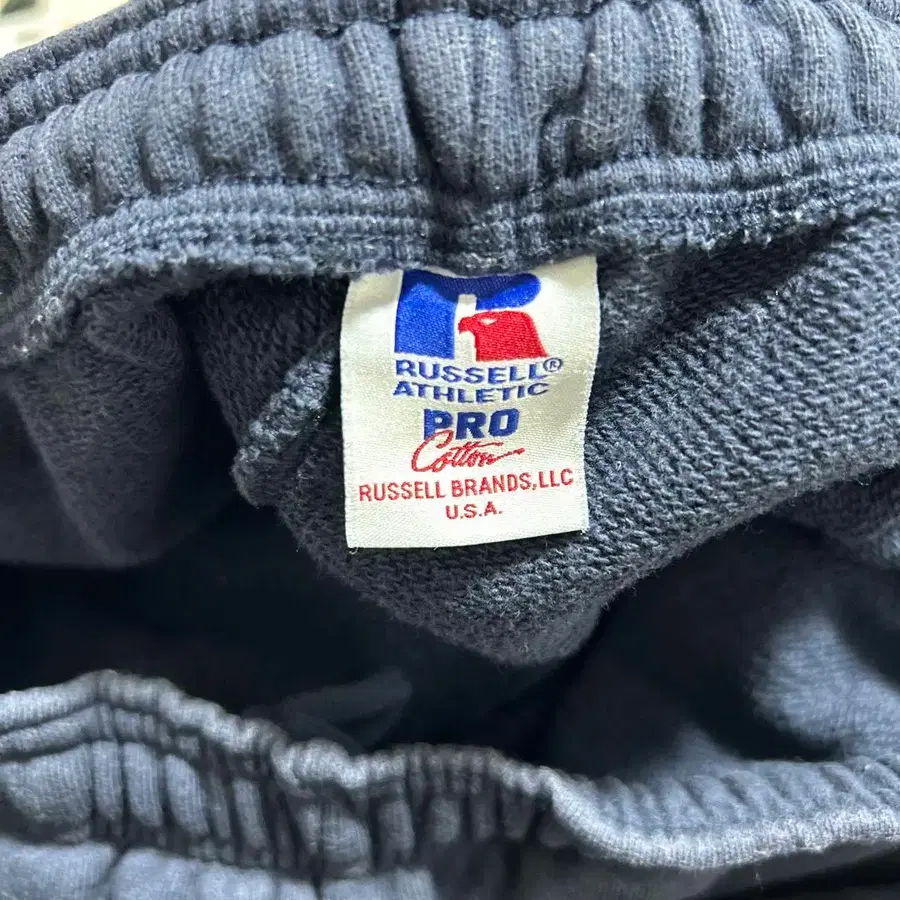 RUSSELL®
ATHLETIC
PRO
Cotton
RUSSELL BRANDS, LLC
U.S.A.